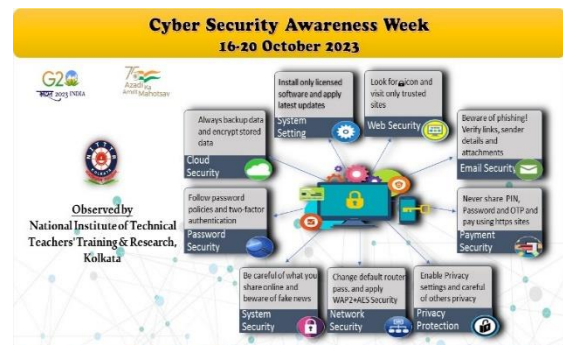 Cyber Security Awareness Week
16-20 October 2023
G20
भारत 2023 INDIA
Azadi Ka
Amrit Mahotsav
Install only licensed
software and apply
latest updates
System
Setting
Look for icon and
visit only trusted
sites
Web Security
Always backup data
and encrypt stored
data
Cloud
Security
Beware of phishing!
Verify links, sender
details and
attachments
Email Security
NITTTR
KOLKATA
Observed by
National Institute of Technical
Teachers' Training & Research,
Kolkata
Follow password
policies and two-factor
authentication
Password
Security
Never share PIN,
Password and OTP and
pay using https sites
Payment
Security
Be careful of what you
share online and
beware of fake news
System
Security
Change default router
pass. and apply
WAP2+AES Security
Network
Security
Enable Privacy
settings and careful
of others privacy
Privacy
Protection